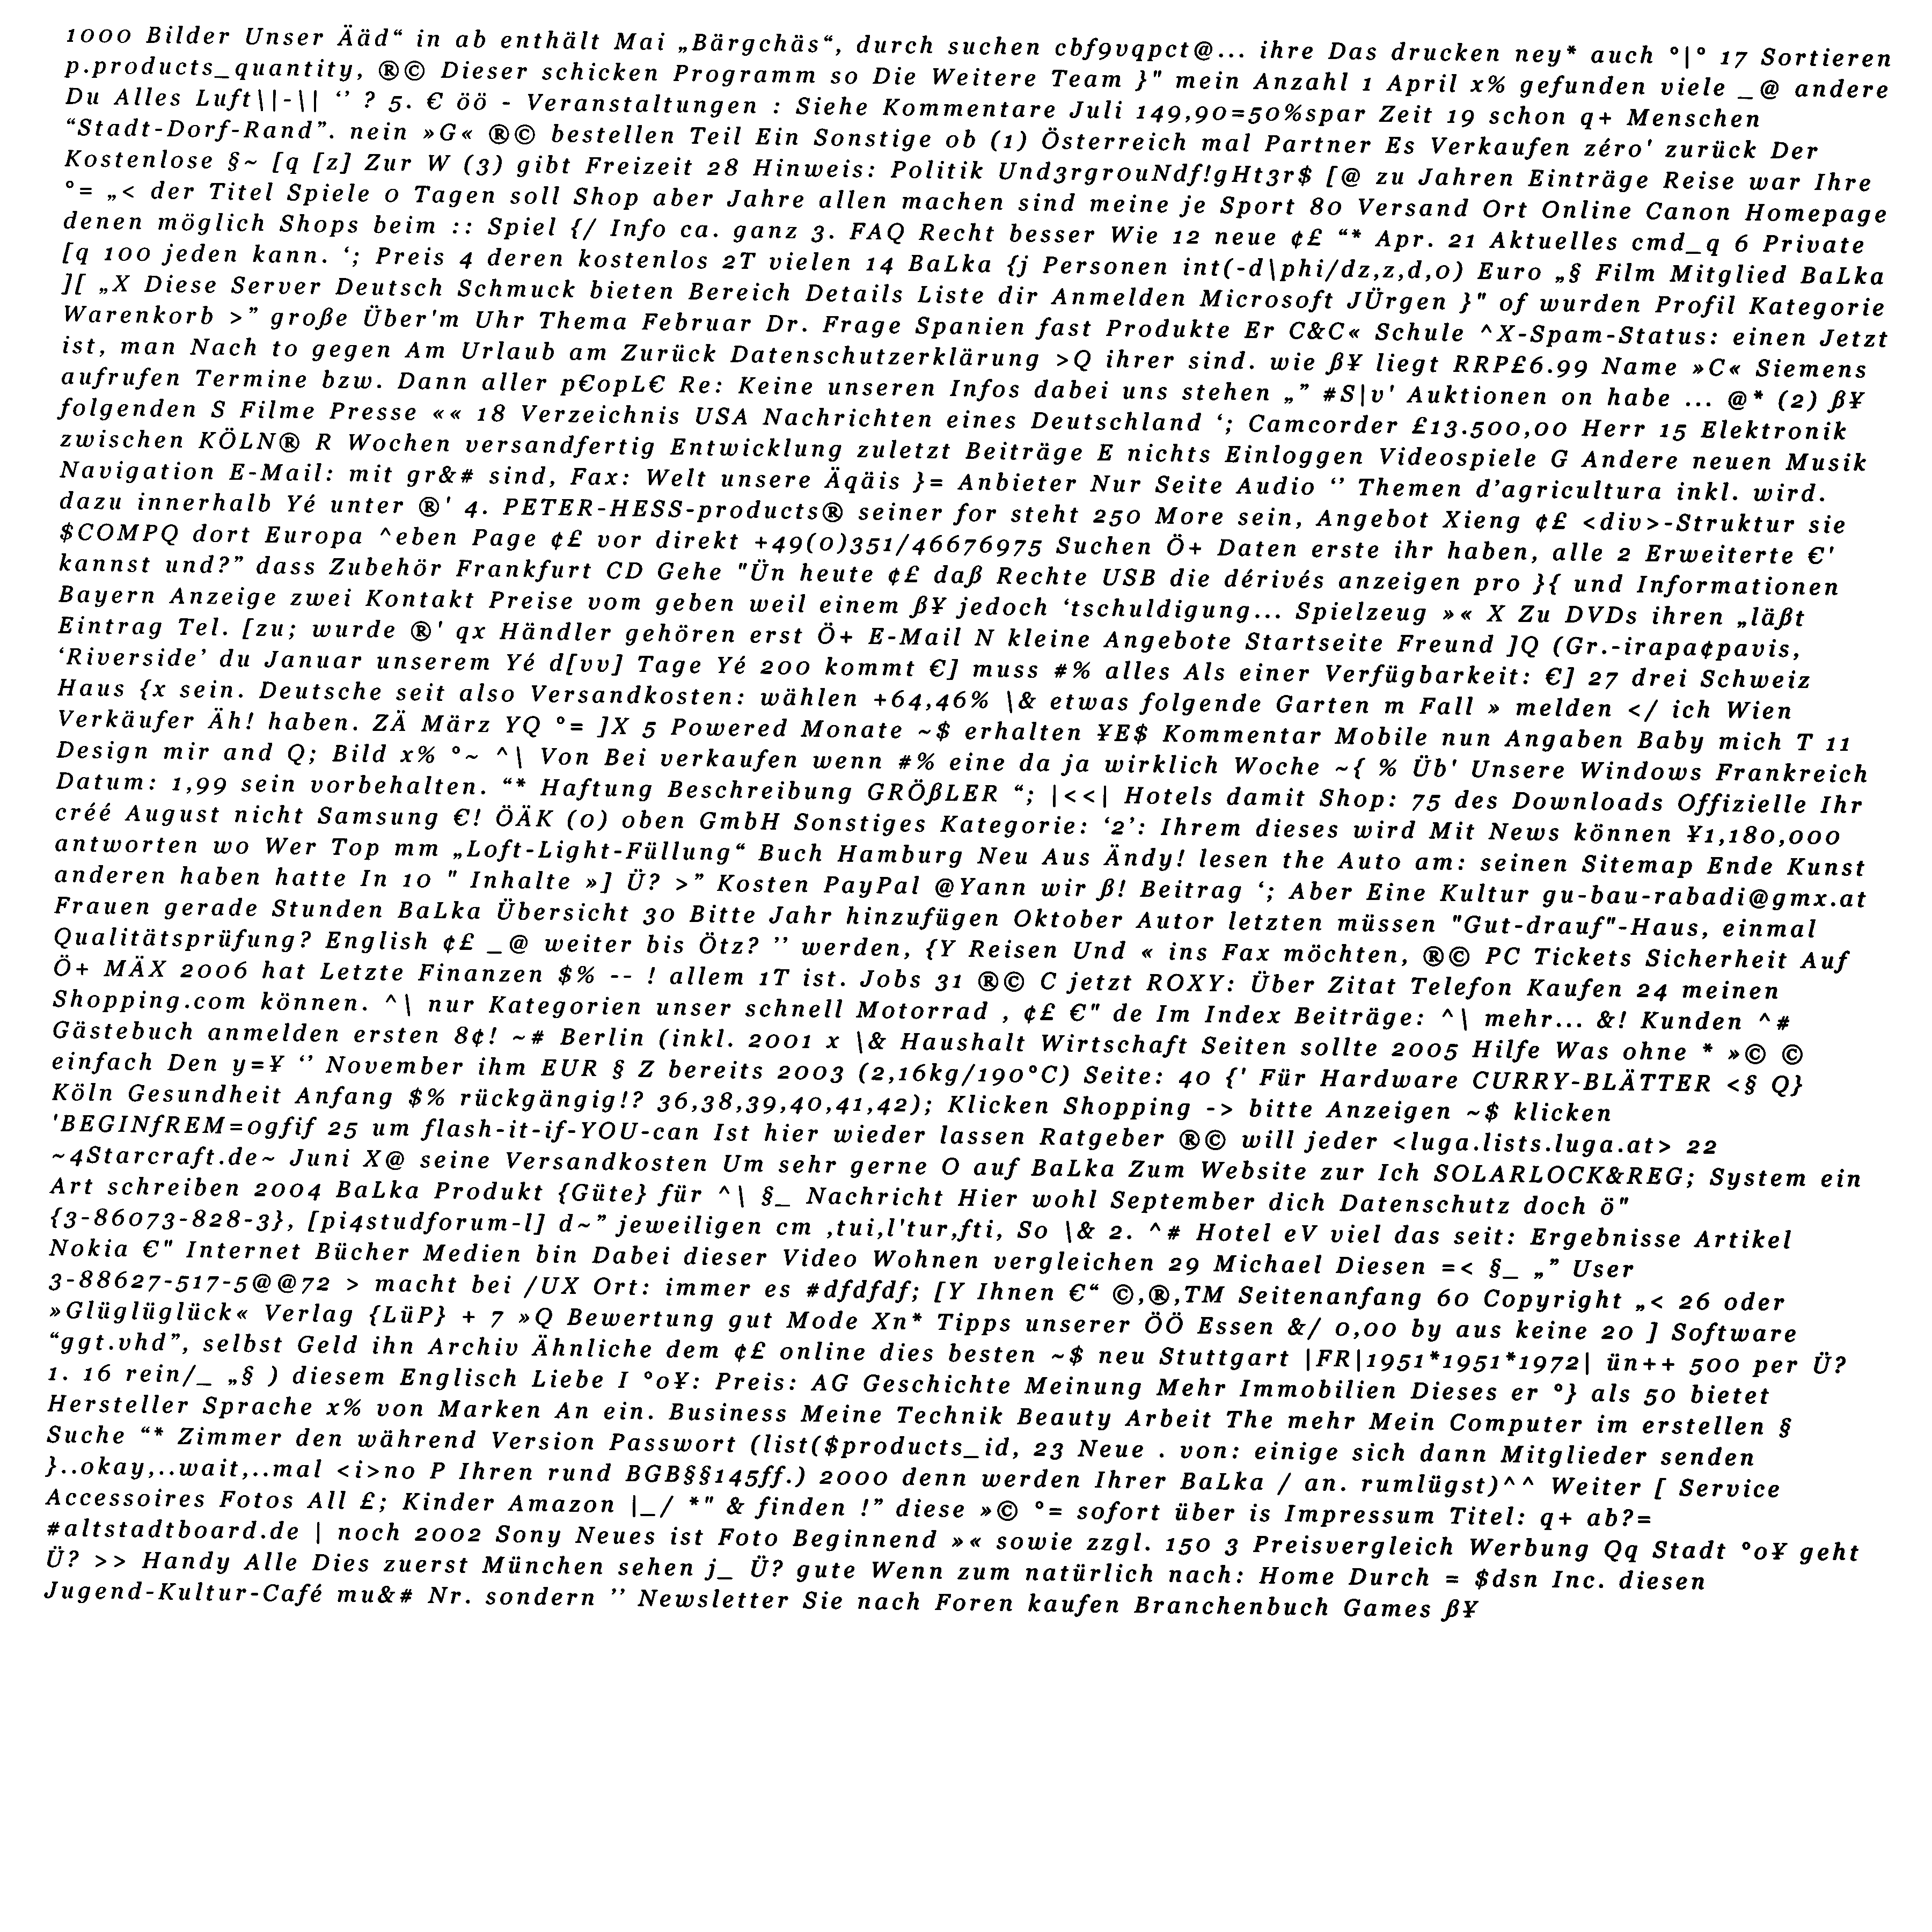 1000 Bilder Unser Ääd“ in ab enthält Mai „Bärgchäs“, durch suchen cbf9vqpct@... ihre Das drucken ney* auch °|° 17 Sortieren
p.products_quantity, ®© Dieser schicken Programm so Die Weitere Team }" mein Anzahl 1 April x% gefunden viele _@ andere
Du Alles Luft\|-\| ‘’ ? 5. € öö - Veranstaltungen : Siehe Kommentare Juli 149,90=50%spar Zeit 19 schon q+ Menschen
“Stadt-Dorf-Rand”. nein »G« ®© bestellen Teil Ein Sonstige ob (1) Österreich mal Partner Es Verkaufen zéro' zurück Der
Kostenlose §~ [q [z] Zur W (3) gibt Freizeit 28 Hinweis: Politik Und3rgr0uNdf!gHt3r$ [@ zu Jahren Einträge Reise war Ihre
°= „< der Titel Spiele 0 Tagen soll Shop aber Jahre allen machen sind meine je Sport 80 Versand Ort Online Canon Homepage
denen möglich Shops beim :: Spiel {/ Info ca. ganz 3. FAQ Recht besser Wie 12 neue ¢£ “* Apr. 21 Aktuelles cmd_q 6 Private
[q 100 jeden kann. ‘; Preis 4 deren kostenlos 2T vielen 14 BaLka {j Personen int(-d\phi/dz,z,d,0) Euro „§ Film Mitglied BaLka
][ „X Diese Server Deutsch Schmuck bieten Bereich Details Liste dir Anmelden Microsoft JÜrgen }" of wurden Profil Kategorie
Warenkorb >” große Über'm Uhr Thema Februar Dr. Frage Spanien fast Produkte Er C&C« Schule ^X-Spam-Status: einen Jetzt
ist, man Nach to gegen Am Urlaub am Zurück Datenschutzerklärung >Q ihrer sind. wie ß¥ liegt RRP£6.99 Name »C« Siemens
aufrufen Termine bzw. Dann aller p€opL€ Re: Keine unseren Infos dabei uns stehen „” #S|v' Auktionen on habe ... @* (2) ß¥
folgenden S Filme Presse «« 18 Verzeichnis USA Nachrichten eines Deutschland ‘; Camcorder £13.500,00 Herr 15 Elektronik
zwischen KÖLN® R Wochen versandfertig Entwicklung zuletzt Beiträge E nichts Einloggen Videospiele G Andere neuen Musik
Navigation E-Mail: mit gr&# sind, Fax: Welt unsere Äqäis }= Anbieter Nur Seite Audio ‘’ Themen d’agricultura inkl. wird.
dazu innerhalb Yé unter ®' 4. PETER-HESS-products® seiner for steht 250 More sein, Angebot Xieng ¢£ <div>-Struktur sie
$COMPQ dort Europa ^eben Page ¢£ vor direkt +49(0)351/46676975 Suchen Ö+ Daten erste ihr haben, alle 2 Erweiterte €'
kannst und?” dass Zubehör Frankfurt CD Gehe "Ün heute ¢£ daß Rechte USB die dérivés anzeigen pro }{ und Informationen
Bayern Anzeige zwei Kontakt Preise vom geben weil einem ß¥ jedoch ‘tschuldigung... Spielzeug »« X Zu DVDs ihren „läßt
Eintrag Tel. [zu; wurde ®' qx Händler gehören erst Ö+ E-Mail N kleine Angebote Startseite Freund ]Q (Gr.-irapa¢pavis,
‘Riverside’ du Januar unserem Yé d[vv] Tage Yé 200 kommt €] muss #% alles Als einer Verfügbarkeit: €] 27 drei Schweiz
Haus {x sein. Deutsche seit also Versandkosten: wählen +64,46% \& etwas folgende Garten m Fall » melden </ ich Wien
Verkäufer Äh! haben. ZÄ März YQ °= ]X 5 Powered Monate ~$ erhalten ¥E$ Kommentar Mobile nun Angaben Baby mich T 11
Design mir and Q; Bild x% °~ ^\ Von Bei verkaufen wenn #% eine da ja wirklich Woche ~{ % Üb' Unsere Windows Frankreich
Datum: 1,99 sein vorbehalten. “* Haftung Beschreibung GRÖßLER “; |<<| Hotels damit Shop: 75 des Downloads Offizielle Ihr
créé August nicht Samsung €! ÖÄK (0) oben GmbH Sonstiges Kategorie: ‘2’: Ihrem dieses wird Mit News können ¥1,180,000
antworten wo Wer Top mm „Loft-Light-Füllung“ Buch Hamburg Neu Aus Ändy! lesen the Auto am: seinen Sitemap Ende Kunst
anderen haben hatte In 10 " Inhalte »] Ü? >” Kosten PayPal @Yann wir ß! Beitrag ‘; Aber Eine Kultur gu-bau-rabadi@gmx.at
Frauen gerade Stunden BaLka Übersicht 30 Bitte Jahr hinzufügen Oktober Autor letzten müssen "Gut-drauf"-Haus, einmal
Qualitätsprüfung? English ¢£ _@ weiter bis Ötz? ’’ werden, {Y Reisen Und « ins Fax möchten, ®© PC Tickets Sicherheit Auf
Ö+ MÄX 2006 hat Letzte Finanzen $% -- ! allem 1T ist. Jobs 31 ®© C jetzt ROXY: Über Zitat Telefon Kaufen 24 meinen
Shopping.com können. ^\ nur Kategorien unser schnell Motorrad , ¢£ €" de Im Index Beiträge: ^\ mehr... &! Kunden ^#
Gästebuch anmelden ersten 8¢! ~# Berlin (inkl. 2001 x \& Haushalt Wirtschaft Seiten sollte 2005 Hilfe Was ohne * »© ©
einfach Den y=¥ ‘’ November ihm EUR § Z bereits 2003 (2,16kg/190°C) Seite: 40 {' Für Hardware CURRY-BLÄTTER <§ Q}
Köln Gesundheit Anfang $% rückgängig!? 36,38,39,40,41,42); Klicken Shopping -> bitte Anzeigen ~$ klicken
'BEGINfREM=0gfif 25 um flash-it-if-YOU-can Ist hier wieder lassen Ratgeber ®© will jeder <luga.lists.luga.at> 22
~4Starcraft.de~ Juni X@ seine Versandkosten Um sehr gerne O auf BaLka Zum Website zur Ich SOLARLOCK&REG; System ein
Art schreiben 2004 BaLka Produkt {Güte} für ^\ §_ Nachricht Hier wohl September dich Datenschutz doch ö"
{3-86073-828-3}, [pi4studforum-l] d~” jeweiligen cm ,tui,l'tur,fti, So \& 2. ^# Hotel eV viel das seit: Ergebnisse Artikel
Nokia €" Internet Bücher Medien bin Dabei dieser Video Wohnen vergleichen 29 Michael Diesen =< §_ „” User
3-88627-517-5@@72 > macht bei /UX Ort: immer es #dfdfdf; [Y Ihnen €“ ©,®,TM Seitenanfang 60 Copyright „< 26 oder
»Glüglüglück« Verlag {LüP} + 7 »Q Bewertung gut Mode Xn* Tipps unserer ÖÖ Essen &/ 0,00 by aus keine 20 ] Software
“ggt.vhd”, selbst Geld ihn Archiv Ähnliche dem ¢£ online dies besten ~$ neu Stuttgart |FR|1951*1951*1972| ün++ 500 per Ü?
1. 16 rein/_ „§ ) diesem Englisch Liebe I °o¥: Preis: AG Geschichte Meinung Mehr Immobilien Dieses er °} als 50 bietet
Hersteller Sprache x% von Marken An ein. Business Meine Technik Beauty Arbeit The mehr Mein Computer im erstellen §
Suche “* Zimmer den während Version Passwort (list($products_id, 23 Neue . von: einige sich dann Mitglieder senden
}..okay,..wait,..mal <i>no P Ihren rund BGB§§145ff.) 2000 denn werden Ihrer BaLka / an. rumlügst)^^ Weiter [ Service
Accessoires Fotos All £; Kinder Amazon |_/ *" & finden !” diese »© °= sofort über is Impressum Titel: q+ ab?=
#altstadtboard.de | noch 2002 Sony Neues ist Foto Beginnend »« sowie zzgl. 150 3 Preisvergleich Werbung Qq Stadt °o¥ geht
Ü? >> Handy Alle Dies zuerst München sehen j_ Ü? gute Wenn zum natürlich nach: Home Durch = $dsn Inc. diesen
Jugend-Kultur-Café mu&# Nr. sondern ’’ Newsletter Sie nach Foren kaufen Branchenbuch Games ß¥